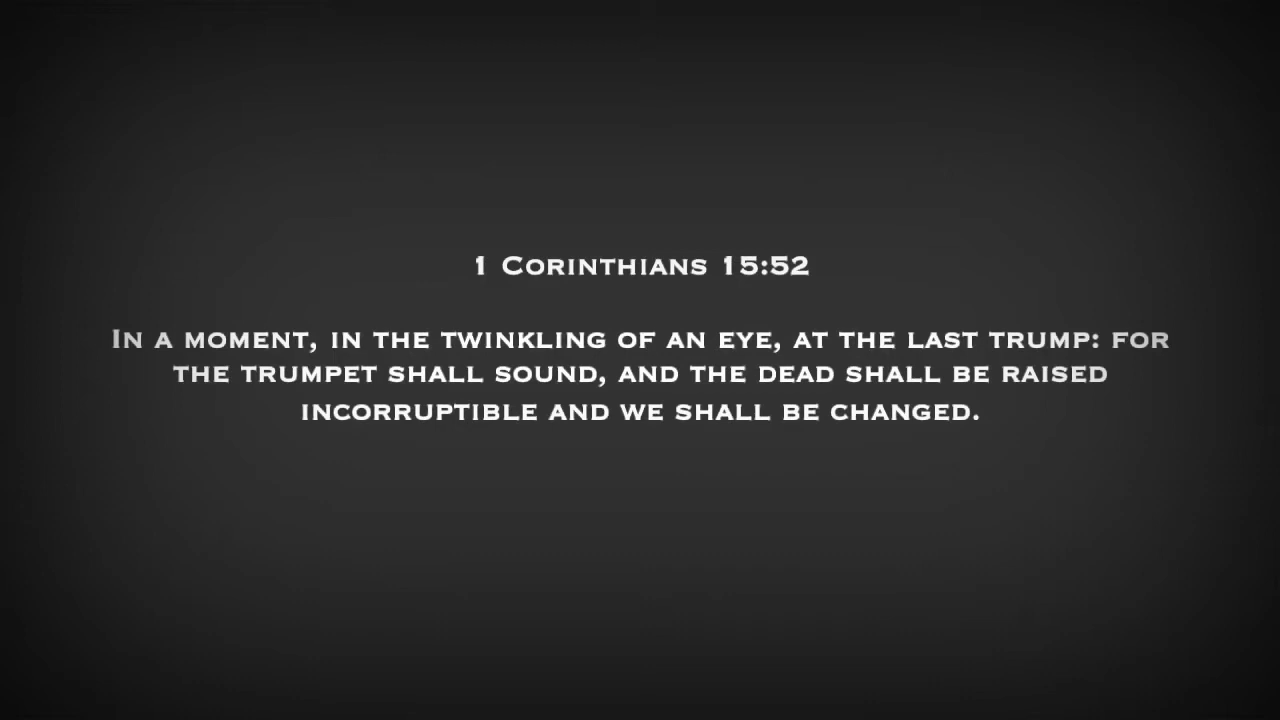 1 Corinthians 15:52
In a moment, in the twinkling of an eye, at the last trump: for
the trumpet shall sound, and the dead shall be raised
incorruptible and we shall be changed.